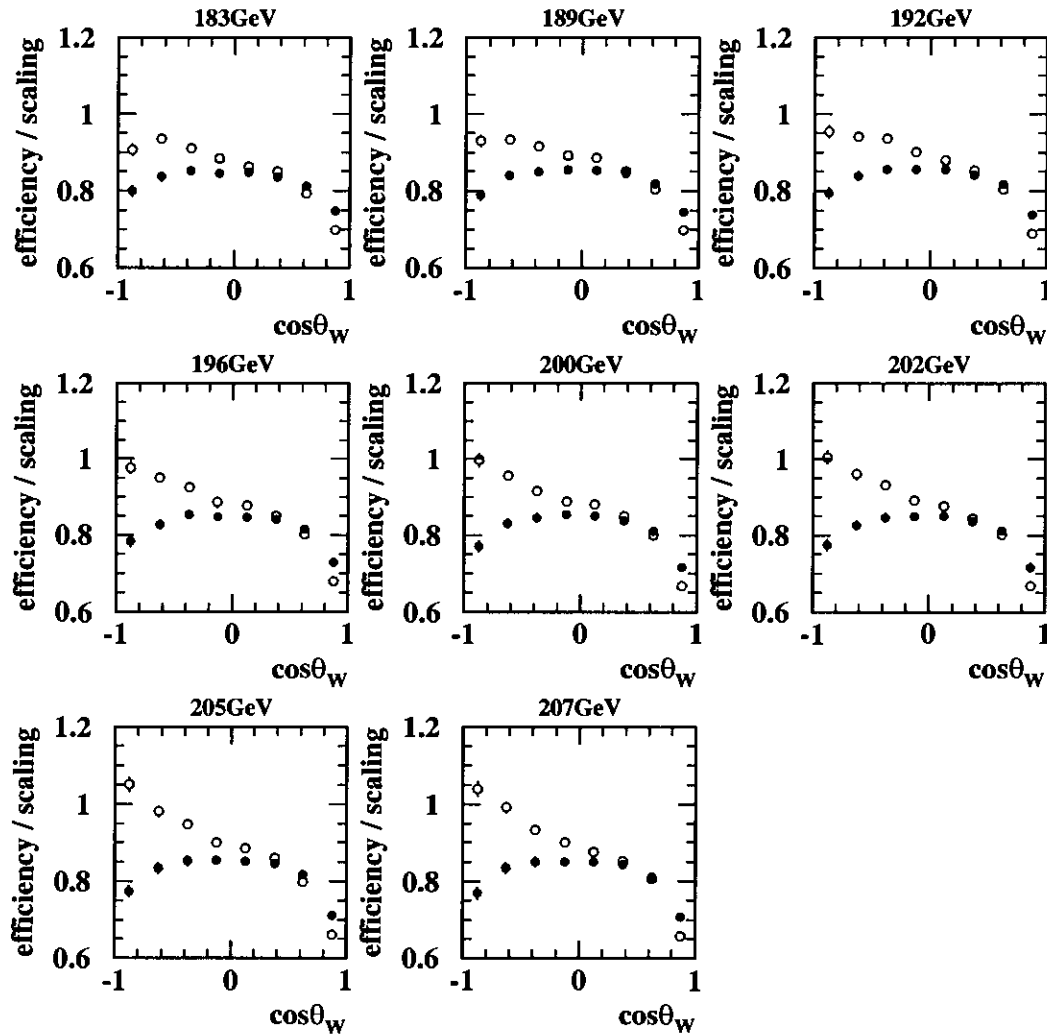 183GeV
189GeV
192GeV
efficiency / scaling
1.2
1
0.8
0.6
-1
0
1
cosθW
efficiency / scaling
1.2
1
0.8
0.6
-1
0
1
cosθW
efficiency / scaling
1.2
1
0.8
0.6
-1
0
1
cosθW
196GeV
200GeV
202GeV
efficiency / scaling
1.2
1
0.8
0.6
-1
0
1
cosθW
efficiency / scaling
1.2
1
0.8
0.6
-1
0
1
cosθW
efficiency / scaling
1.2
1
0.8
0.6
-1
0
1
cosθW
205GeV
207GeV
efficiency / scaling
1.2
1
0.8
0.6
-1
0
1
cosθW
efficiency / scaling
1.2
1
0.8
0.6
-1
0
1
cosθW